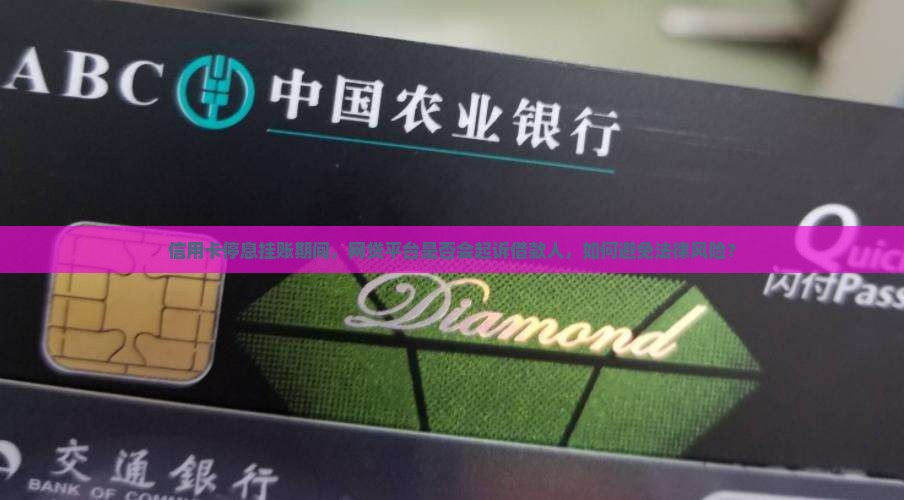 ABC 中国农业银行
信用卡停息挂账期间，网贷平台是否会起诉借款人，如何避免法律风险？
Quic
闪付Pass
Diamond
交通銀行
BANK OF COMM